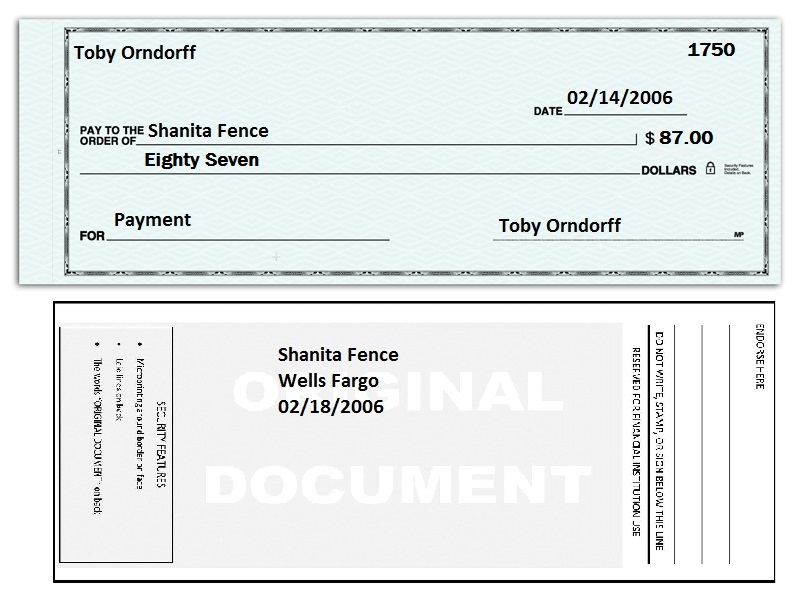 Toby Orndorff
1750
DATE 02/14/2006
PAY TO THE
ORDER OF Shanita Fence $ 87.00
Eighty Seven DOLLARS
Security Features
Included.
Details on Back.
FOR Payment
Toby Orndorff MP
Shanita Fence
Wells Fargo
02/18/2006
ORIGINAL
DOCUMENT
SECURITY FEATURES
• Microprinting around border on face
• lines on back
• The words "ORIGINAL DOCUMENT" on back
ENDORSE HERE
DO NOT WRITE, STAMP, OR SIGN BELOW THIS LINE
RESERVED FOR FINANCIAL INSTITUTION USE